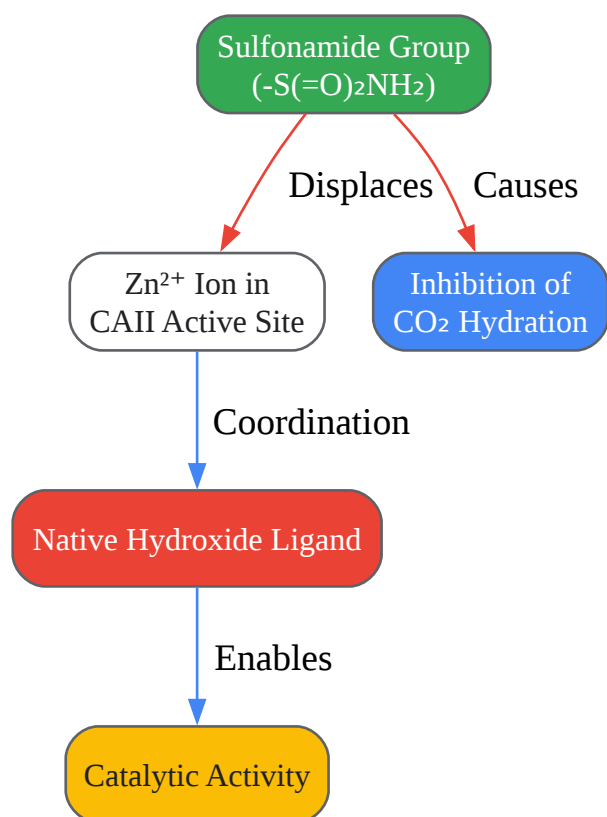 Sulfonamide Group
(-S(=O)₂NH₂)
Displaces
Causes
Zn²⁺ Ion in
CAII Active Site
Inhibition of
CO₂ Hydration
Coordination
Native Hydroxide Ligand
Enables
Catalytic Activity